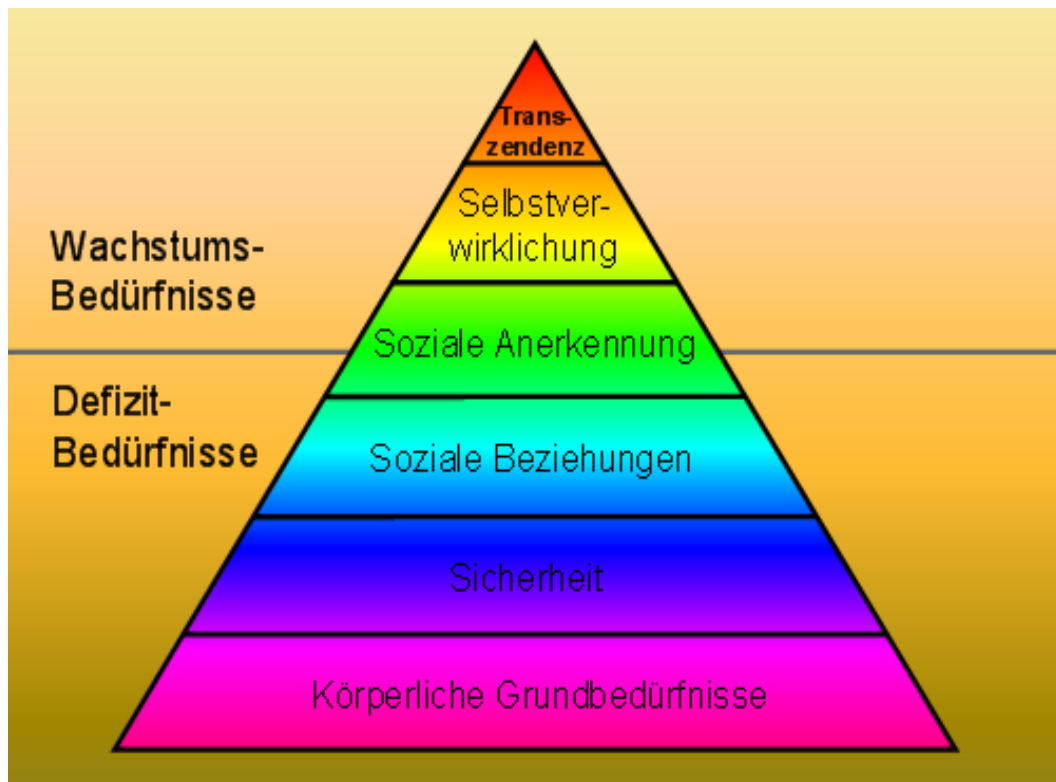 Trans-
zendenz
Selbstver-
wirklichung
Wachstums-
Bedürfnisse
Soziale Anerkennung
Defizit-
Bedürfnisse
Soziale Beziehungen
Sicherheit
Körperliche Grundbedürfnisse